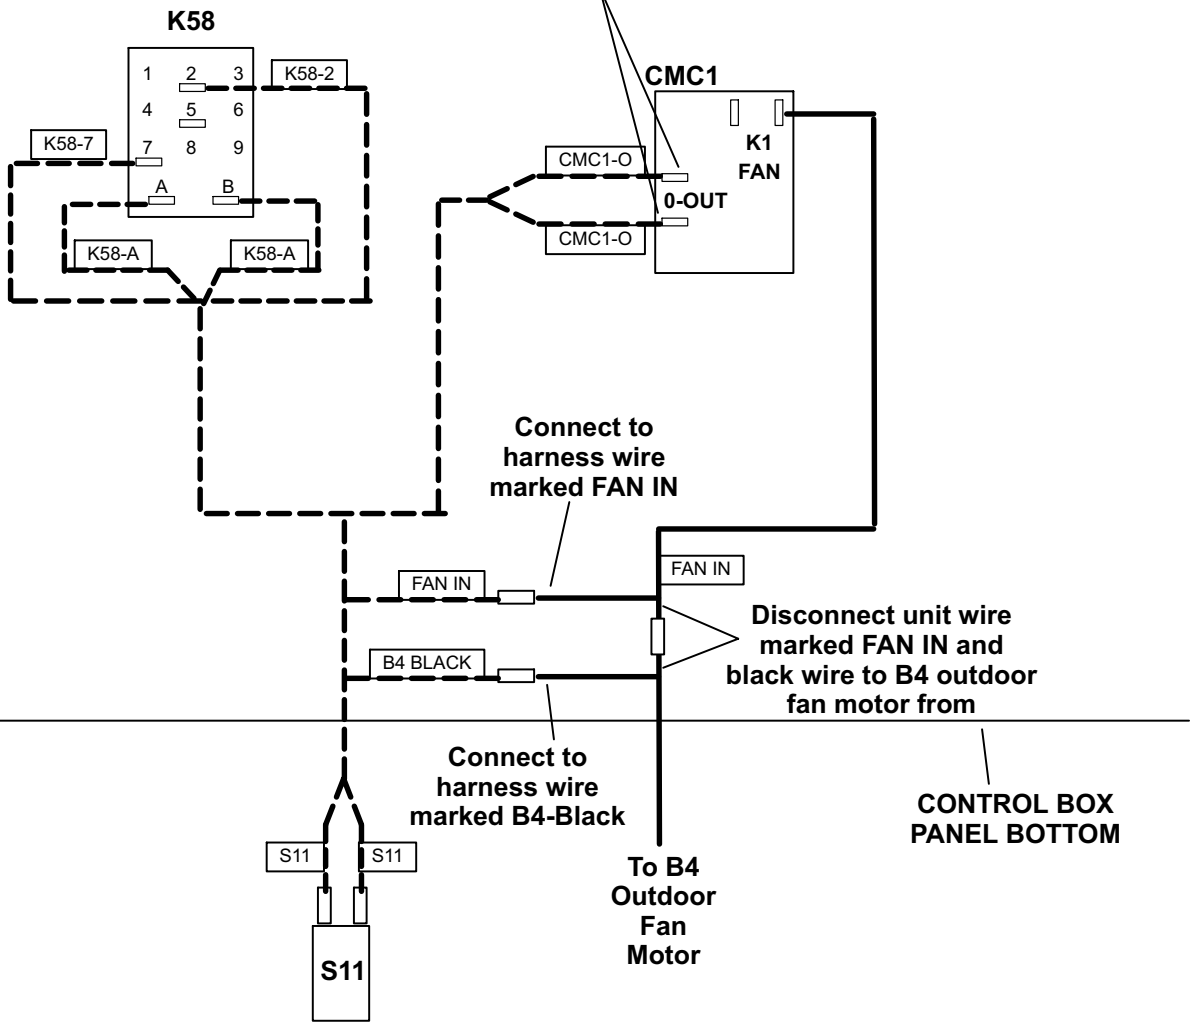 K58
1 2 3
K58-2
4 5 6
K58-7
7 8 9
A B
K58-A
K58-A
CMC1
K1
FAN
CMC1-O
0-OUT
CMC1-O
Connect to
harness wire
marked FAN IN
FAN IN
FAN IN
Disconnect unit wire
marked FAN IN and
black wire to B4 outdoor
fan motor from
B4 BLACK
Connect to
harness wire
marked B4-Black
CONTROL BOX
PANEL BOTTOM
S11
S11
To B4
Outdoor
Fan
Motor
S11